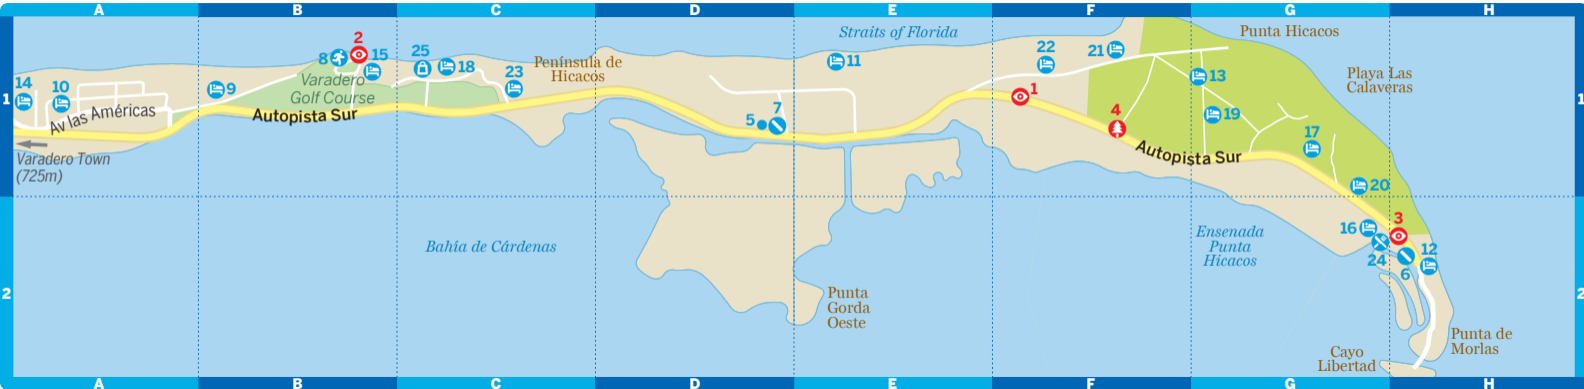 A B C D E F G H
Straits of Florida
Punta Hicacos
2
8
15
25
18
22
21
14
10
9
23
Península de
Hicacos
11
13
Playa Las
Calaveras
1
1
1
Varadero
Golf Course
Av las Américas
Autopista Sur
5
7
4
19
17
Autopista Sur
Varadero Town
(725m)
20
Bahía de Cárdenas
Ensenada
Punta
Hicacos
16
3
24
6
12
2
2
Punta
Gorda
Oeste
Punta de
Morlas
Cayo
Libertad
A B C D E F G H